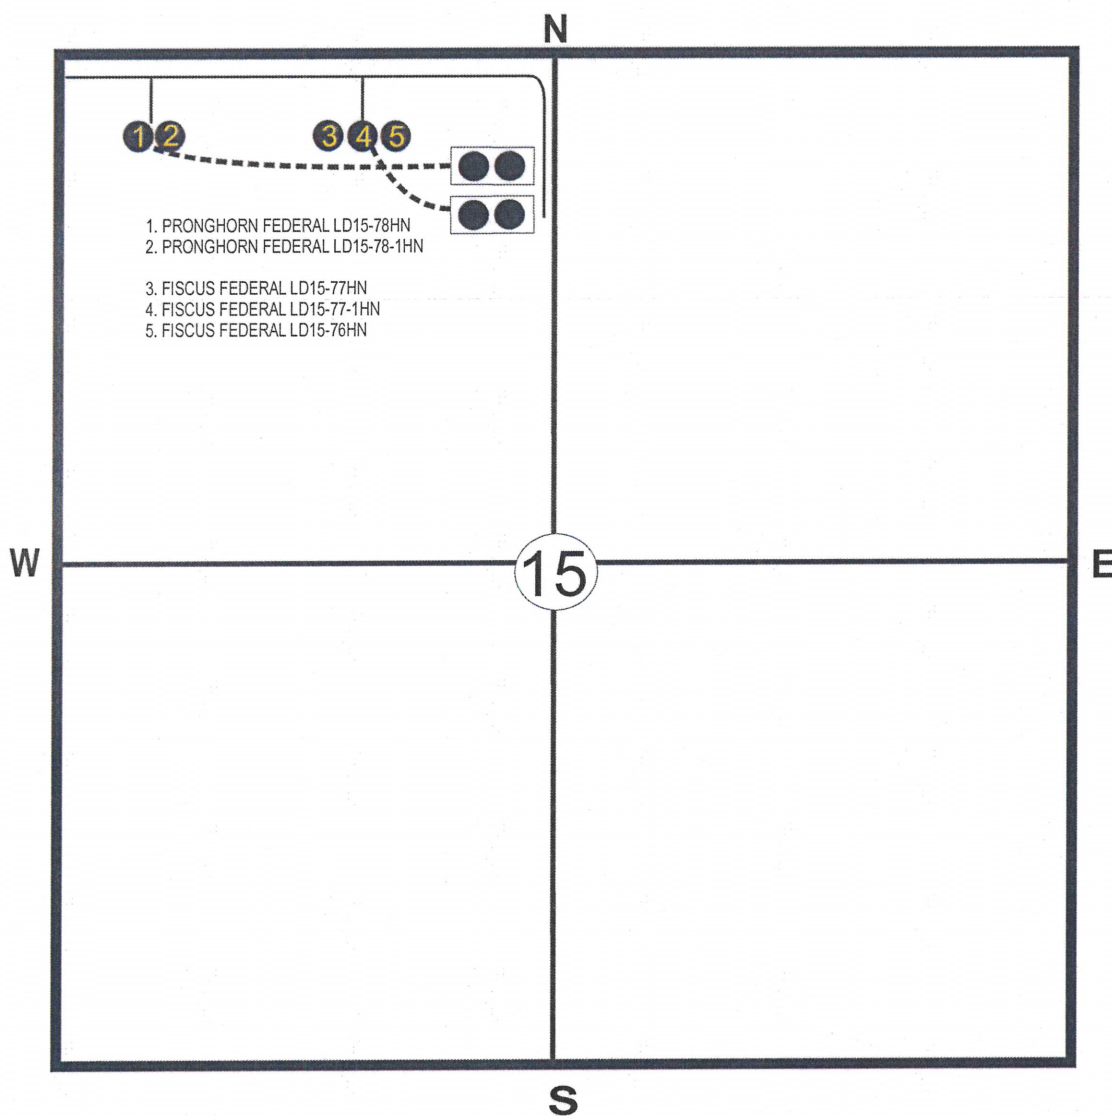 N
1 2 3 4 5
1. PRONGHORN FEDERAL LD15-78HN
2. PRONGHORN FEDERAL LD15-78-1HN
3. FISCUS FEDERAL LD15-77HN
4. FISCUS FEDERAL LD15-77-1HN
5. FISCUS FEDERAL LD15-76HN
W 15 E
S